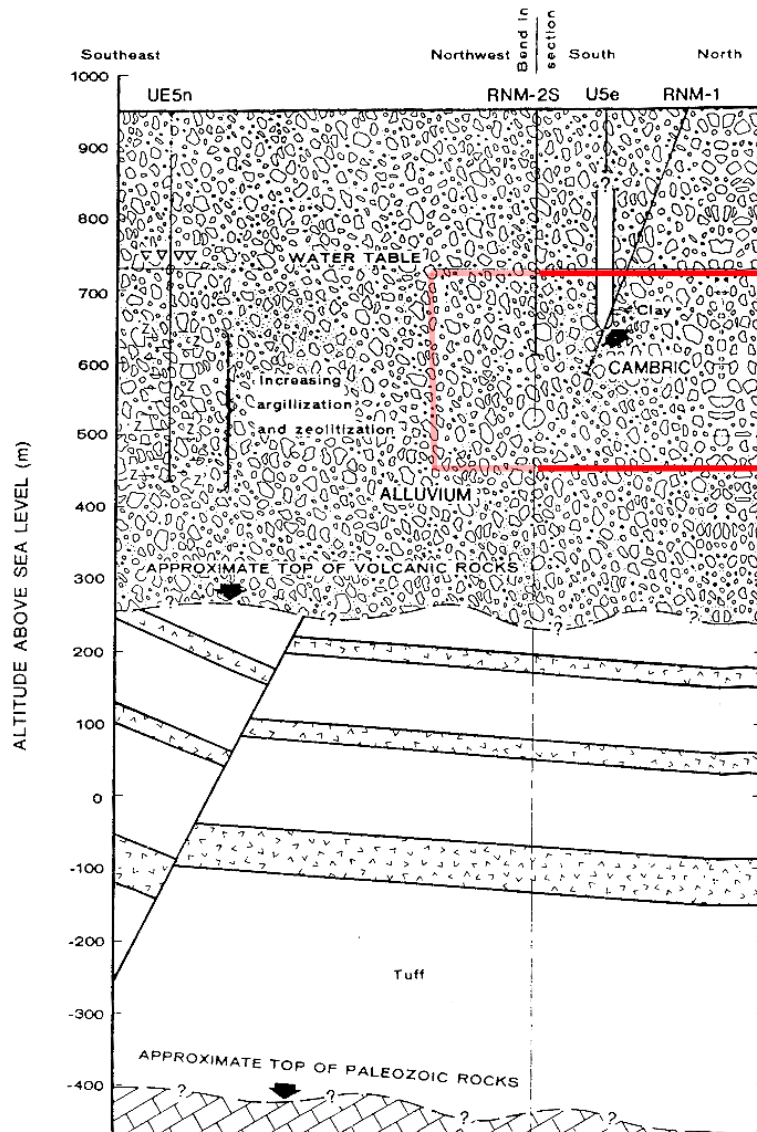 Southeast
Northwest
Bend in
section
South
North
1000
UE5n
RNM-2S
U5e
RNM-1
900
?
800
WATER TABLE
700
Clay
Z
Z
600
CAMBRIC
Increasing
argillization
and zeolitization
500
400
ALLUVIUM
APPROXIMATE TOP OF VOLCANIC ROCKS
300
?
?
?
?
200
100
0
-100
-200
Tuff
-300
APPROXIMATE TOP OF PALEOZOIC ROCKS
-400
?
?
?
?
ALTITUDE ABOVE SEA LEVEL (m)